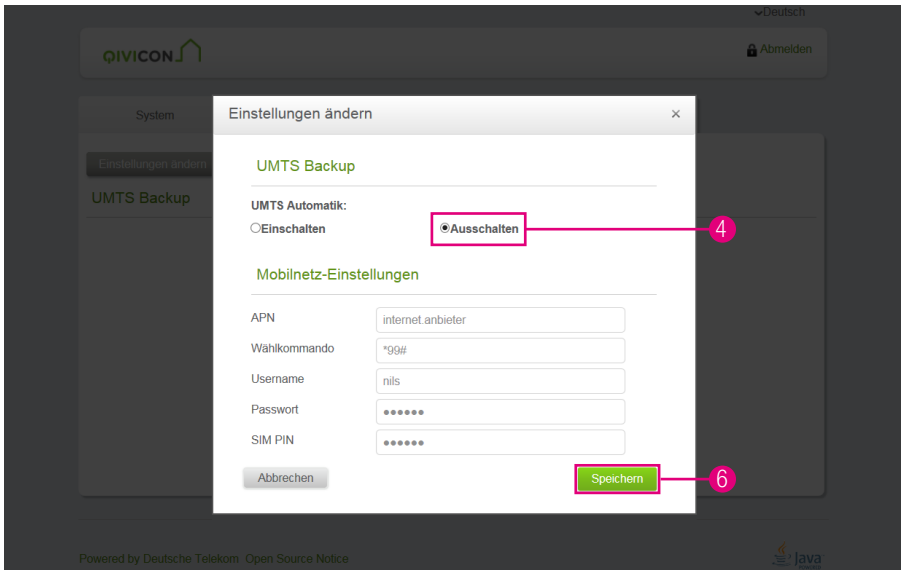 Deutsch
QIVICON
Abmelden
System
Einstellungen ändern
UMTS Backup
Einstellungen ändern
×
UMTS Backup
UMTS Automatik:
Einschalten
Ausschalten
4
Mobilnetz-Einstellungen
APN
internet.anbieter
Wählkommando
*99#
Username
nils
Passwort
●●●●●●
SIM PIN
●●●●●●
Abbrechen
Speichern
6
Powered by Deutsche Telekom Open Source Notice
Java